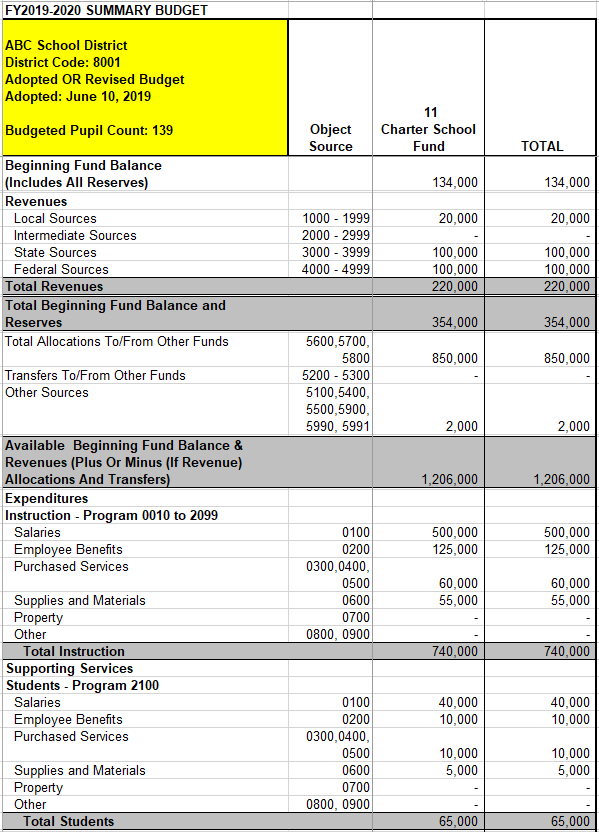 FY2019-2020 SUMMARY BUDGET
ABC School District
District Code: 8001
Adopted OR Revised Budget
Adopted: June 10, 2019
Budgeted Pupil Count: 139
Object
Source
11
Charter School
Fund
TOTAL
Beginning Fund Balance
(Includes All Reserves) 134,000 134,000
Revenues
Local Sources 1000 - 1999 20,000 20,000
Intermediate Sources 2000 - 2999 - -
State Sources 3000 - 3999 100,000 100,000
Federal Sources 4000 - 4999 100,000 100,000
Total Revenues 220,000 220,000
Total Beginning Fund Balance and
Reserves 354,000 354,000
Total Allocations To/From Other Funds 5600,5700,
5800 850,000 850,000
Transfers To/From Other Funds 5200 - 5300 - -
Other Sources 5100,5400,
5500,5900,
5990, 5991 2,000 2,000
Available Beginning Fund Balance &
Revenues (Plus Or Minus (If Revenue)
Allocations And Transfers) 1,206,000 1,206,000
Expenditures
Instruction - Program 0010 to 2099
Salaries 0100 500,000 500,000
Employee Benefits 0200 125,000 125,000
Purchased Services 0300,0400,
0500 60,000 60,000
Supplies and Materials 0600 55,000 55,000
Property 0700 - -
Other 0800, 0900 - -
Total Instruction 740,000 740,000
Supporting Services
Students - Program 2100
Salaries 0100 40,000 40,000
Employee Benefits 0200 10,000 10,000
Purchased Services 0300,0400,
0500 10,000 10,000
Supplies and Materials 0600 5,000 5,000
Property 0700 - -
Other 0800, 0900 - -
Total Students 65,000 65,000